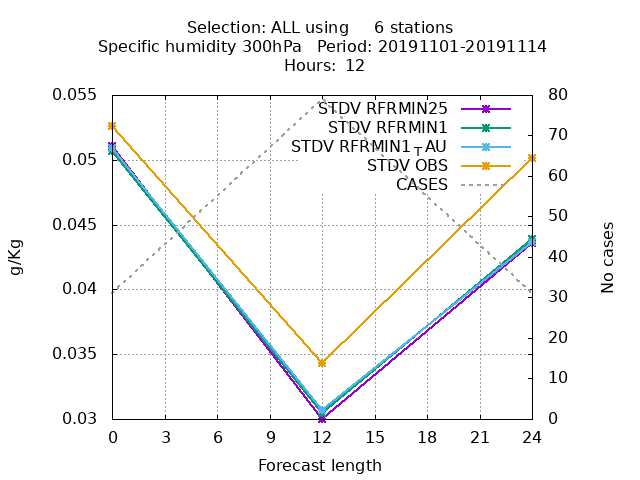 Selection: ALL using     6 stations
Specific humidity 300hPa   Period: 20191101-20191114
Hours: 12
STDV RFRMIN25
STDV RFRMIN1
STDV RFRMIN1_TAU
STDV OBS
CASES
0.055
0.05
0.045
0.04
0.035
0.03
g/Kg
80
70
60
50
40
30
20
10
0
No cases
0 3 6 9 12 15 18 21 24
Forecast length